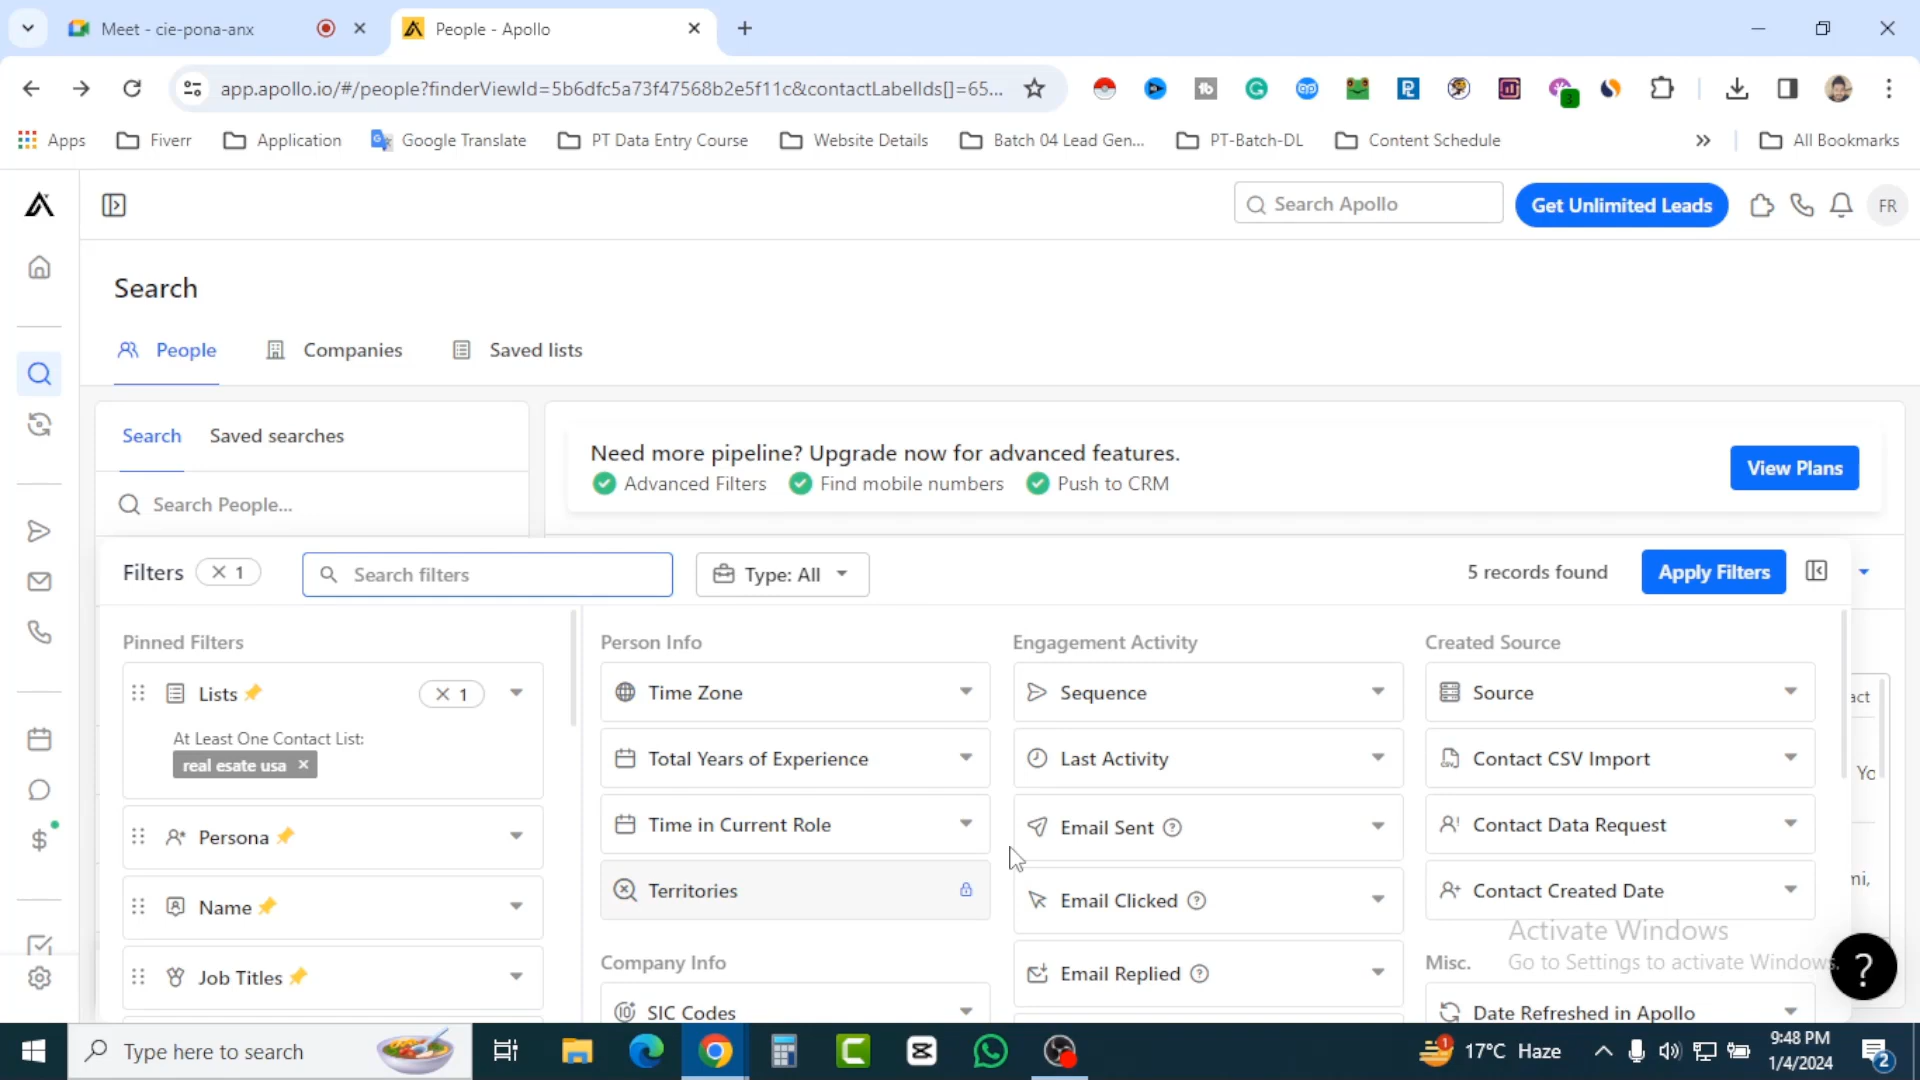 Meet - cie-pona-anx
People - Apollo
app.apollo.io/#/people?finderViewId=5b6dfc5a73f47568b2e5f11c&contactLabelIds[]=65...
3
Apps
Fiverr
Application
Google Translate
PT Data Entry Course
Website Details
Batch 04 Lead Gen...
PT-Batch-DL
Content Schedule
All Bookmarks
Search Apollo
Get Unlimited Leads
FR
Search
People
Companies
Saved lists
Search
Saved searches
Need more pipeline? Upgrade now for advanced features.
Advanced Filters
Find mobile numbers
Push to CRM
View Plans
Search People...
Filters
1
Search filters
Type: All
5 records found
Apply Filters
Pinned Filters
Lists
1
At Least One Contact List:
real esate usa
Persona
Name
Job Titles
Person Info
Time Zone
Total Years of Experience
Time in Current Role
Territories
Company Info
SIC Codes
Engagement Activity
Sequence
Last Activity
Email Sent
Email Clicked
Email Replied
Created Source
Source
Contact CSV Import
Contact Data Request
Contact Created Date
Misc.
Date Refreshed in Apollo
act
Yo
mi,
Activate Windows
Go to Settings to activate Windows.
?
Type here to search
1
17°C Haze
9:48 PM
1/4/2024
2